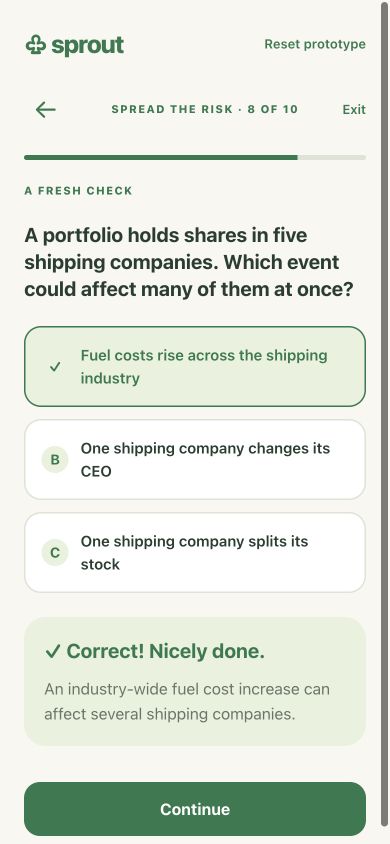 sprout
Reset prototype
SPREAD THE RISK · 8 OF 10
Exit
A FRESH CHECK
A portfolio holds shares in five
shipping companies. Which event
could affect many of them at once?
Fuel costs rise across the shipping
industry
B
One shipping company changes its
CEO
C
One shipping company splits its
stock
Correct! Nicely done.
An industry-wide fuel cost increase can
affect several shipping companies.
Continue